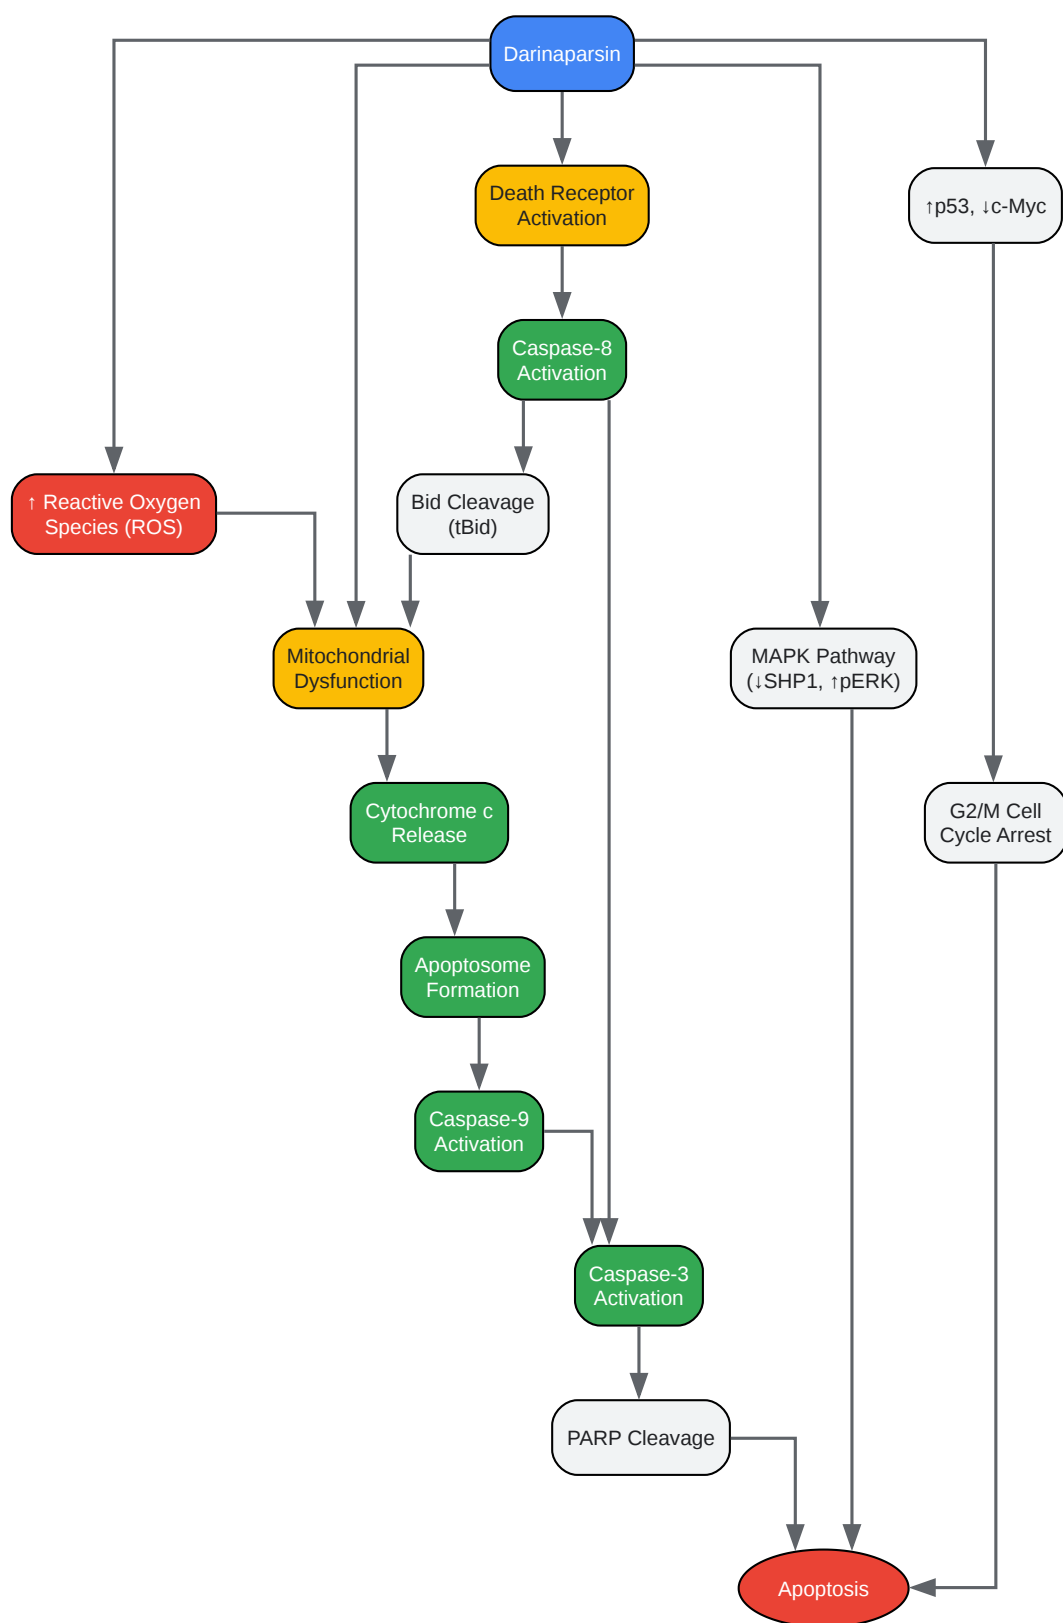 Darinaparsin
Death Receptor
Activation
↑p53, ↓c-Myc
Caspase-8
Activation
↑ Reactive Oxygen
Species (ROS)
Bid Cleavage
(tBid)
Mitochondrial
Dysfunction
MAPK Pathway
(↓SHP1, ↑pERK)
Cytochrome c
Release
G2/M Cell
Cycle Arrest
Apoptosome
Formation
Caspase-9
Activation
Caspase-3
Activation
PARP Cleavage
Apoptosis